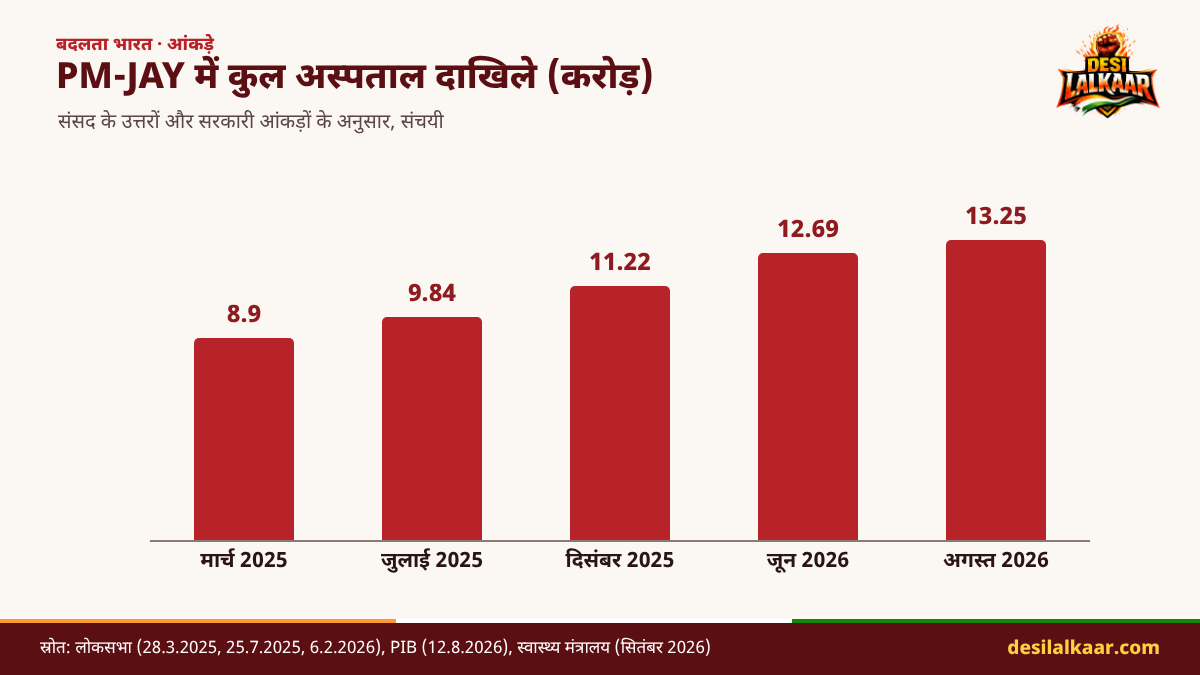 बदलता भारत · आंकड़े
PM-JAY में कुल अस्पताल दाखिले (करोड़)
संसद के उत्तरों और सरकारी आंकड़ों के अनुसार, संचयी
DESI
LALKAAR
8.9
9.84
11.22
12.69
13.25
मार्च 2025
जुलाई 2025
दिसंबर 2025
जून 2026
अगस्त 2026
स्रोत: लोकसभा (28.3.2025, 25.7.2025, 6.2.2026), PIB (12.8.2026), स्वास्थ्य मंत्रालय (सितंबर 2026)
desilalkaar.com